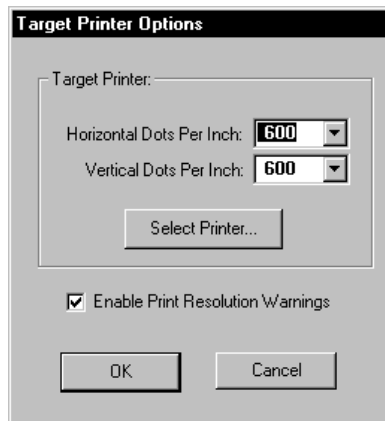 Target Printer Options
Target Printer:
Horizontal Dots Per Inch: 600
Vertical Dots Per Inch: 600
Select Printer...
Enable Print Resolution Warnings
OK Cancel